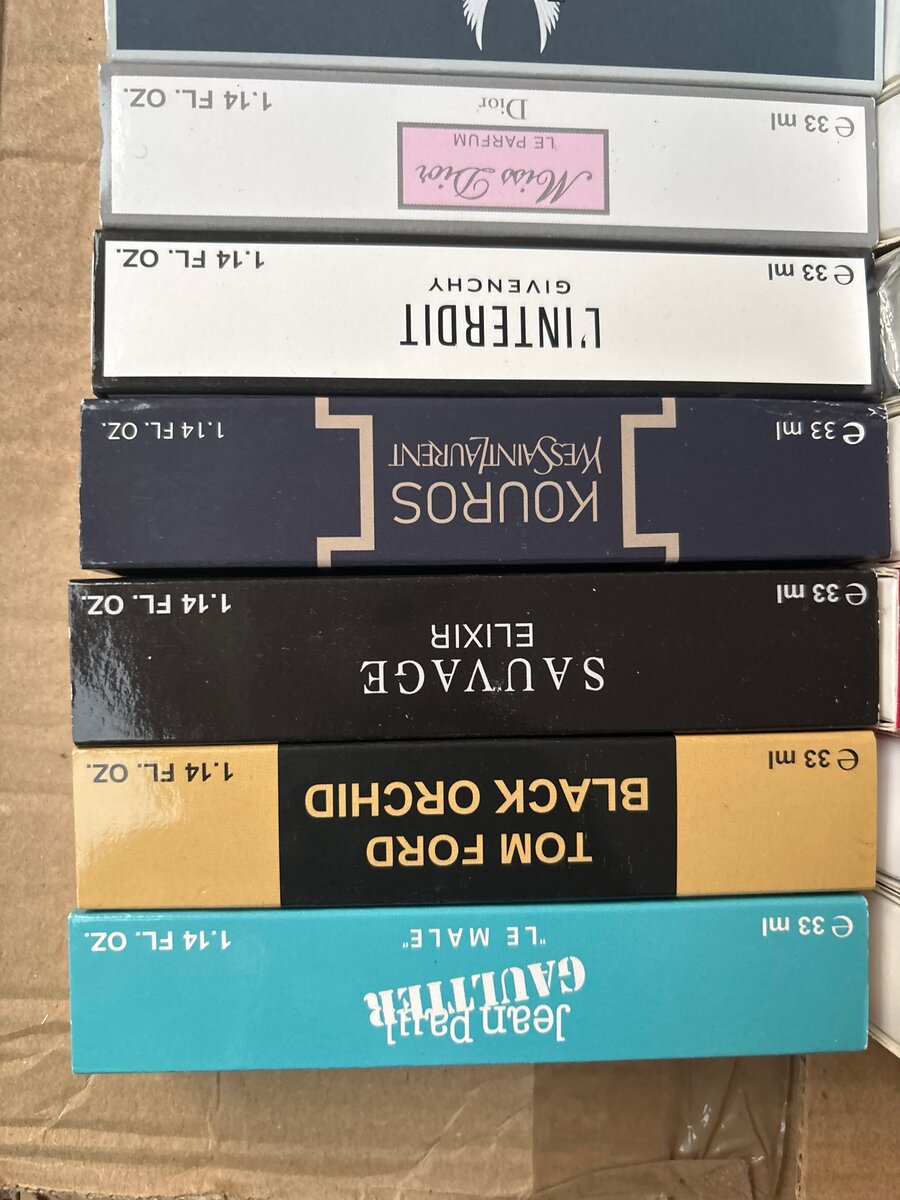 Jean Paul
GAULTIER
"LE MALE"
℮ 33 ml 1.14 FL. OZ.
TOM FORD
BLACK ORCHID
℮ 33 ml 1.14 FL. OZ.
SAUVAGE
ELIXIR
℮ 33 ml 1.14 FL. OZ.
KOUROS
YVESSAINTLAURENT
℮ 33 ml 1.14 FL. OZ.
L'INTERDIT
GIVENCHY
℮ 33 ml 1.14 FL. OZ.
Miss Dior
LE PARFUM
Dior
℮ 33 ml 1.14 FL. OZ.